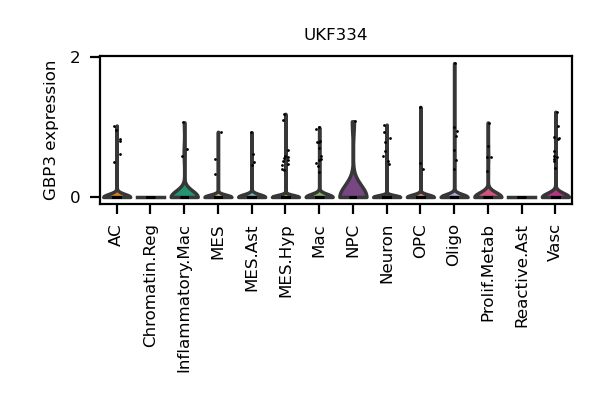 UKF334
GBP3 expression
2
0
AC
Chromatin.Reg
Inflammatory.Mac
MES
MES.Ast
MES.Hyp
Mac
NPC
Neuron
OPC
Oligo
Prolif.Metab
Reactive.Ast
Vasc